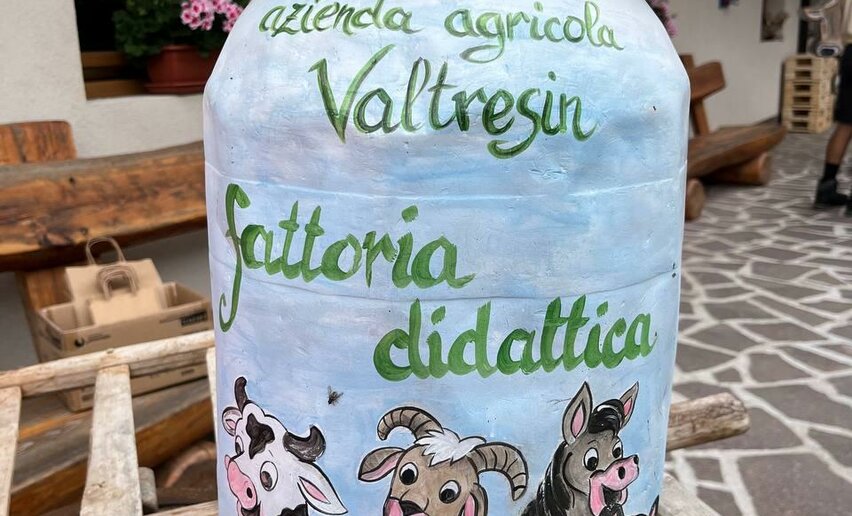 azienda agricola
Valtresin
fattoria
didattica